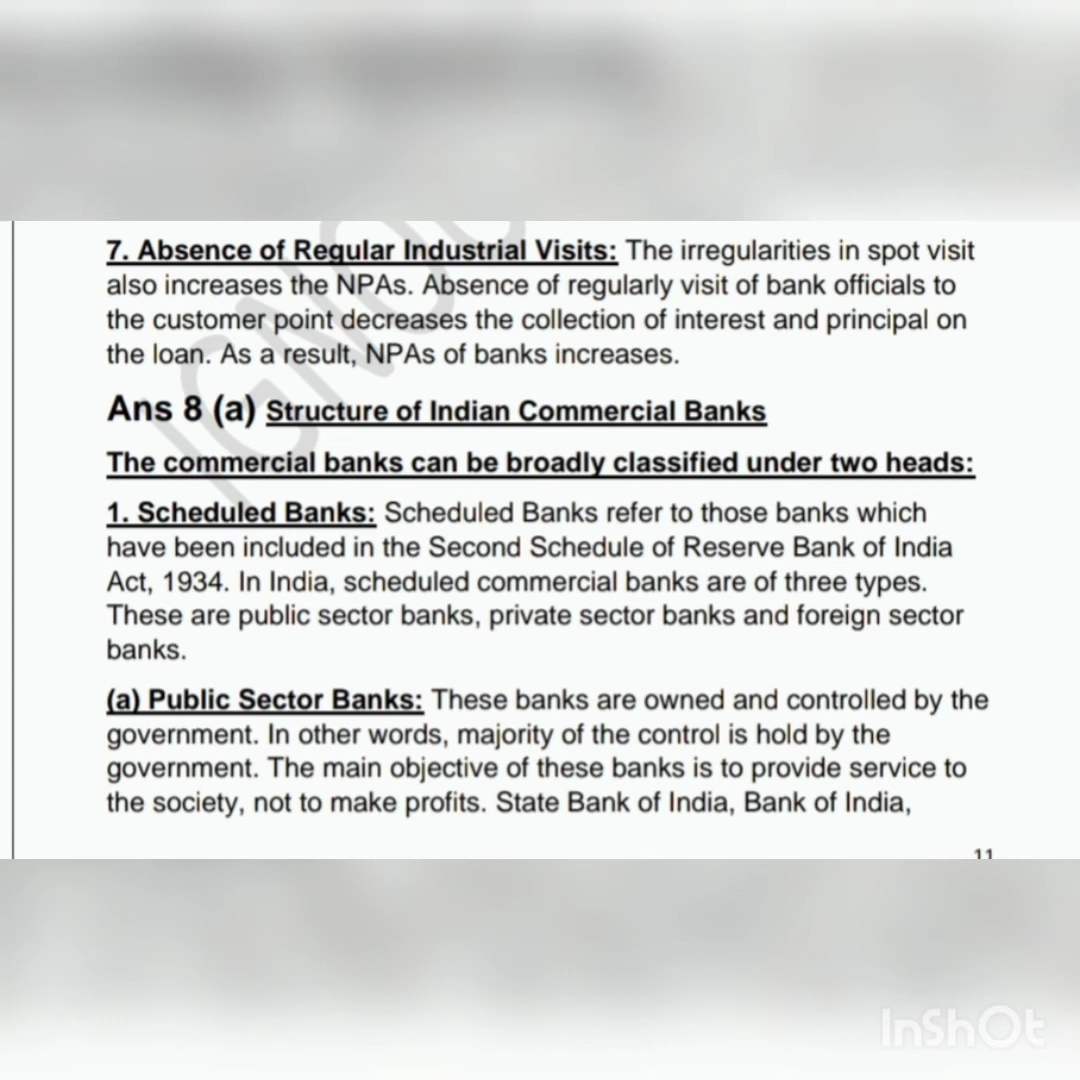 7. Absence of Regular Industrial Visits: The irregularities in spot visit
also increases the NPAs. Absence of regularly visit of bank officials to
the customer point decreases the collection of interest and principal on
the loan. As a result, NPAs of banks increases.
Ans 8 (a) Structure of Indian Commercial Banks
The commercial banks can be broadly classified under two heads:
1. Scheduled Banks: Scheduled Banks refer to those banks which
have been included in the Second Schedule of Reserve Bank of India
Act, 1934. In India, scheduled commercial banks are of three types.
These are public sector banks, private sector banks and foreign sector
banks.
(a) Public Sector Banks: These banks are owned and controlled by the
government. In other words, majority of the control is hold by the
government. The main objective of these banks is to provide service to
the society, not to make profits. State Bank of India, Bank of India,
11
InShOt